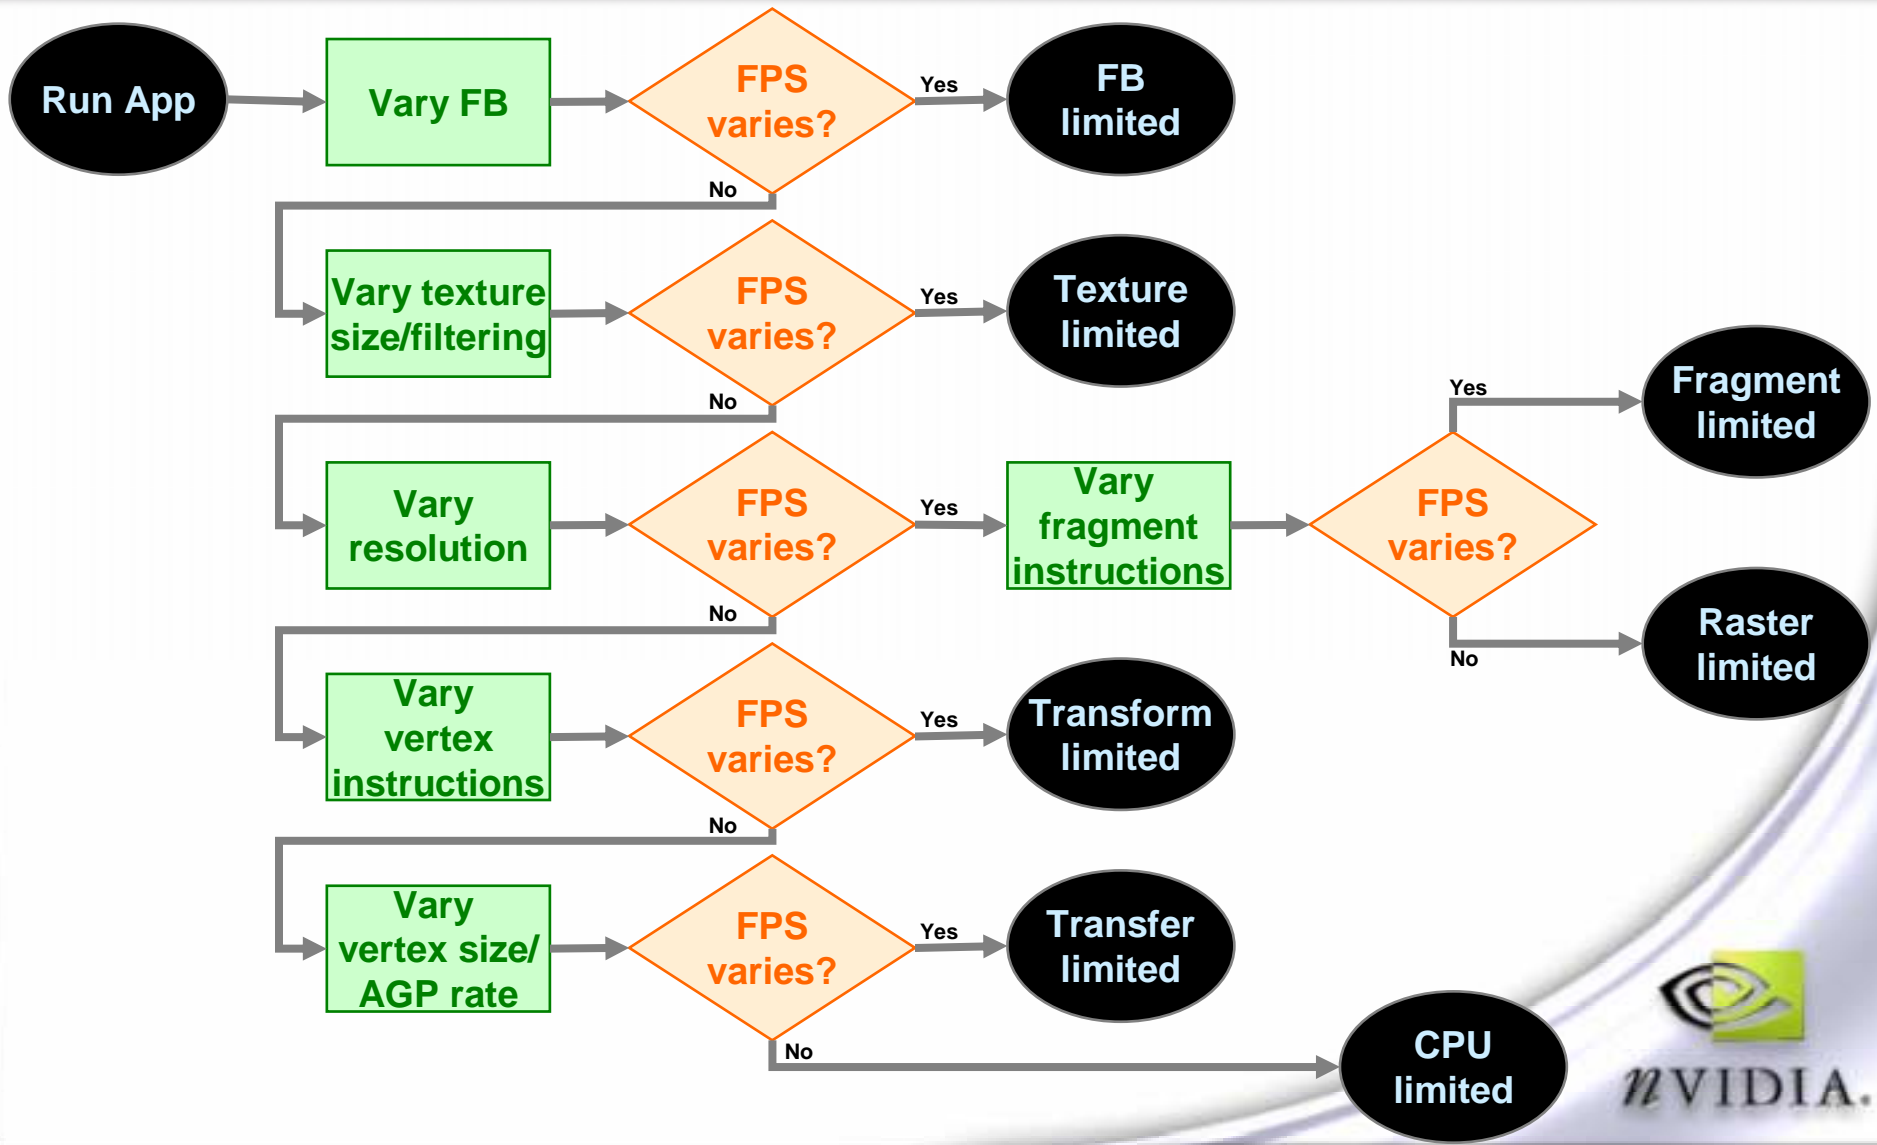 Run App
Vary FB
FPS
varies?
Yes
FB
limited
No
Vary texture
size/filtering
FPS
varies?
Yes
Texture
limited
No
Vary
resolution
FPS
varies?
Yes
Vary
fragment
instructions
FPS
varies?
Yes
Fragment
limited
No
Raster
limited
No
Vary
vertex
instructions
FPS
varies?
Yes
Transform
limited
No
Vary
vertex size/
AGP rate
FPS
varies?
Yes
Transfer
limited
No
CPU
limited
nVIDIA.